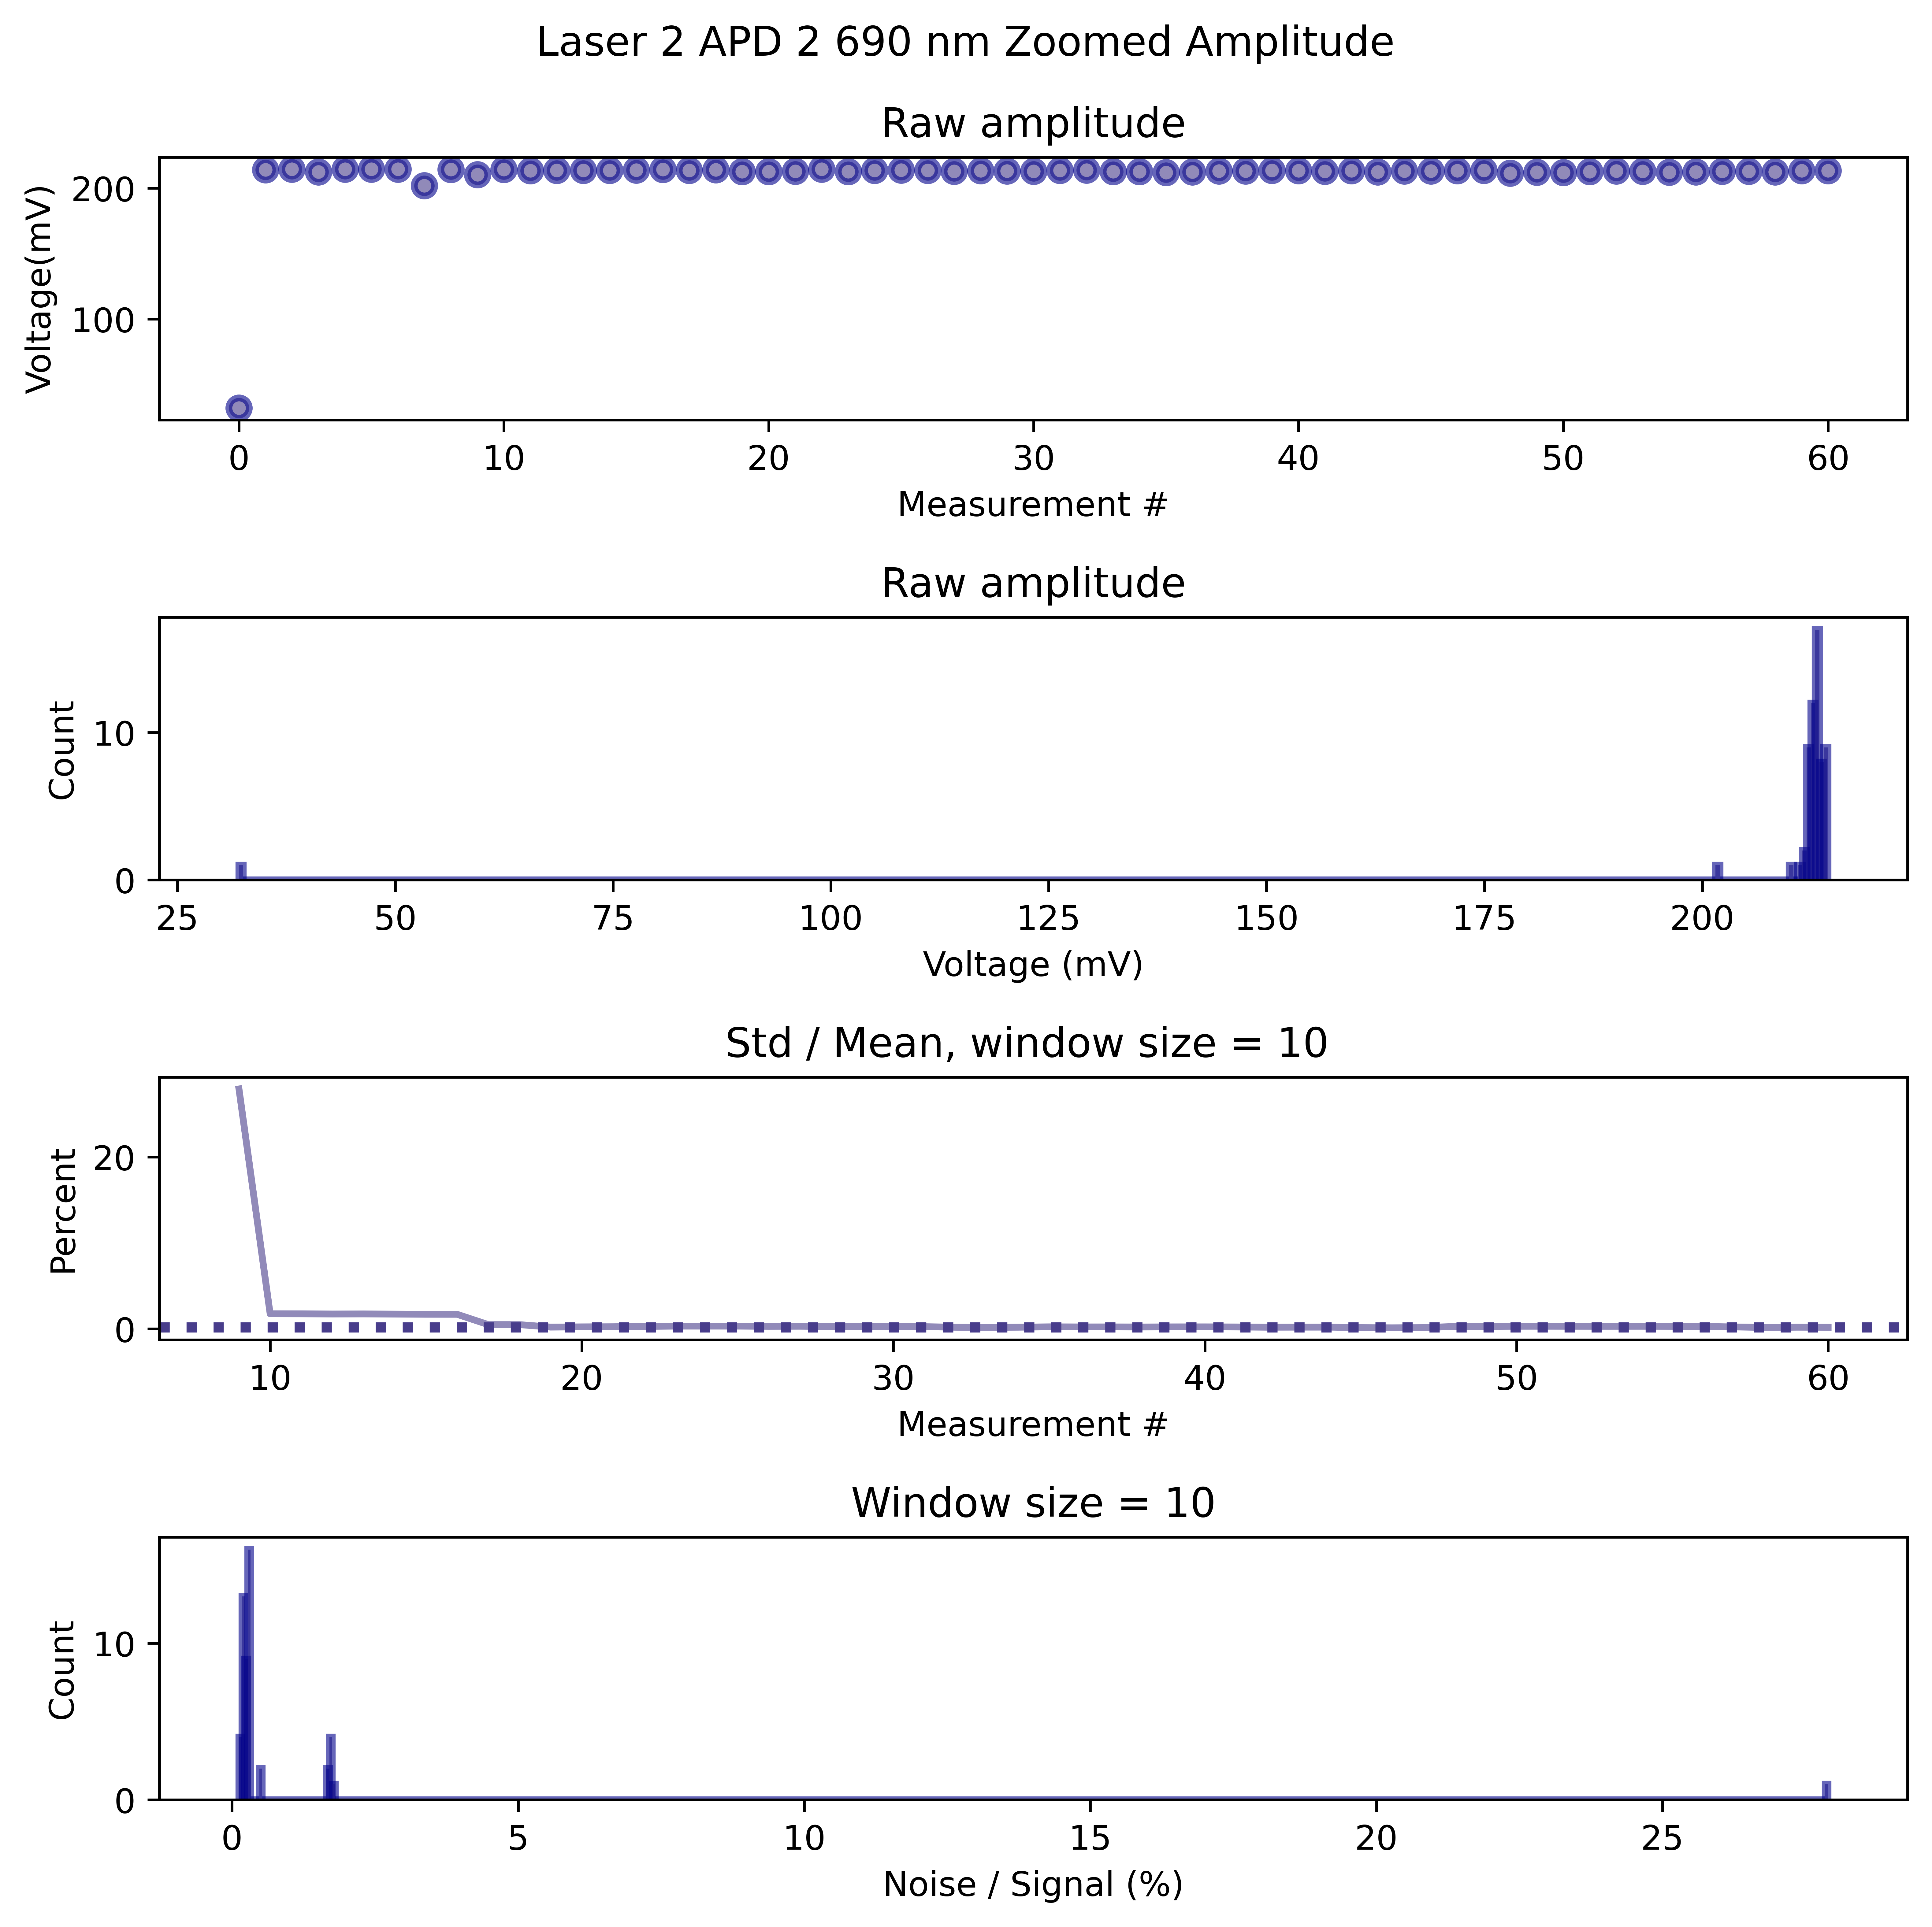 Laser 2 APD 2 690 nm Zoomed Amplitude
Raw amplitude
Voltage(mV)
200
100
0 10 20 30 40 50 60
Measurement #
Raw amplitude
Count
10
0
25 50 75 100 125 150 175 200
Voltage (mV)
Std / Mean, window size = 10
Percent
20
0
10 20 30 40 50 60
Measurement #
Window size = 10
Count
10
0
0 5 10 15 20 25
Noise / Signal (%)